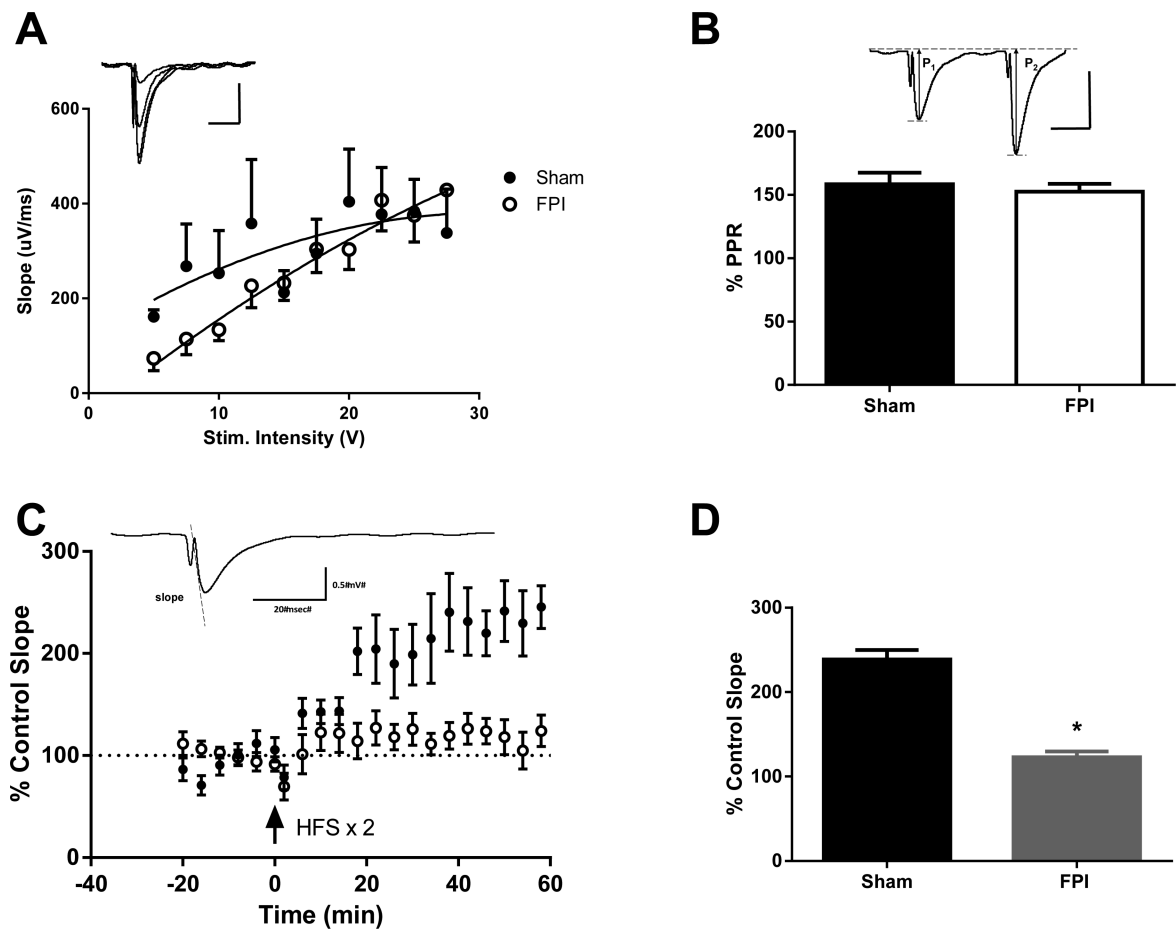 A
600
400
200
0
Slope (uV/ms)
0 10 20 30
Stim. Intensity (V)
Sham
FPI
B
P1
P2
200
150
100
50
0
% PPR
Sham FPI
C
300
200
100
0
% Control Slope
slope
0.5#mV#
20#msec#
HFS x 2
-40 -20 0 20 40 60
Time (min)
D
300
200
100
0
% Control Slope
*
Sham FPI